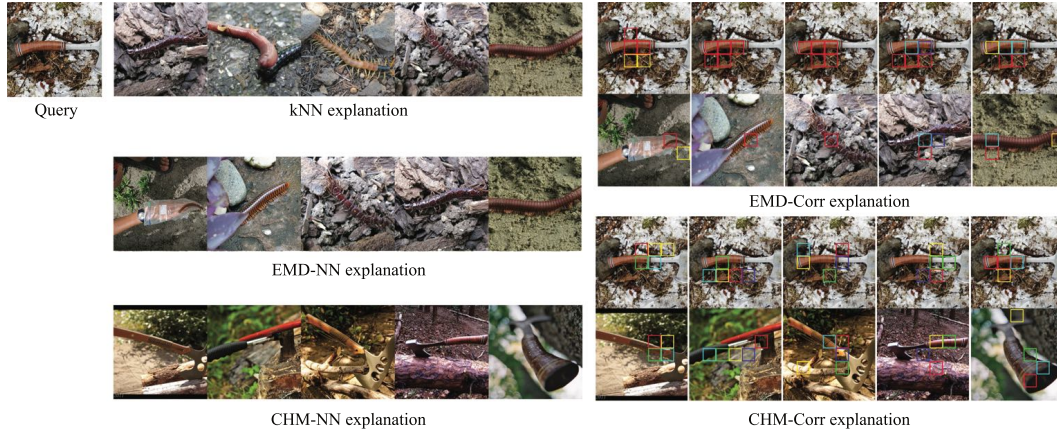 Query
kNN explanation
EMD-NN explanation
CHM-NN explanation
EMD-Corr explanation
CHM-Corr explanation